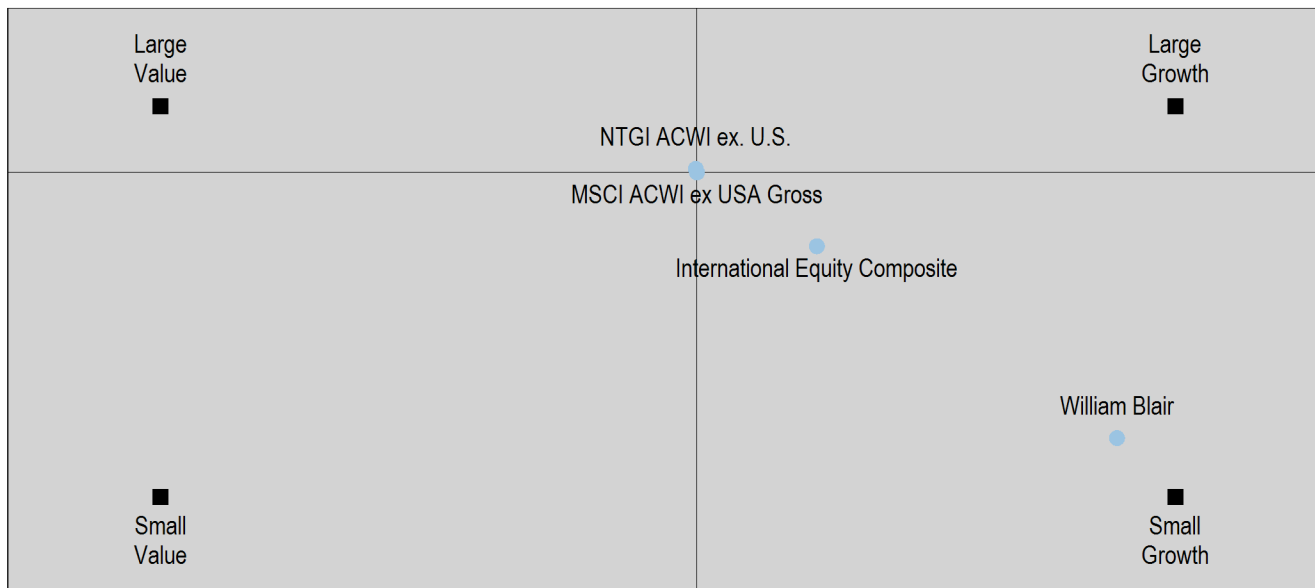 Large
Value
Large
Growth
NTGI ACWI ex. U.S.
MSCI ACWI ex USA Gross
International Equity Composite
William Blair
Small
Value
Small
Growth